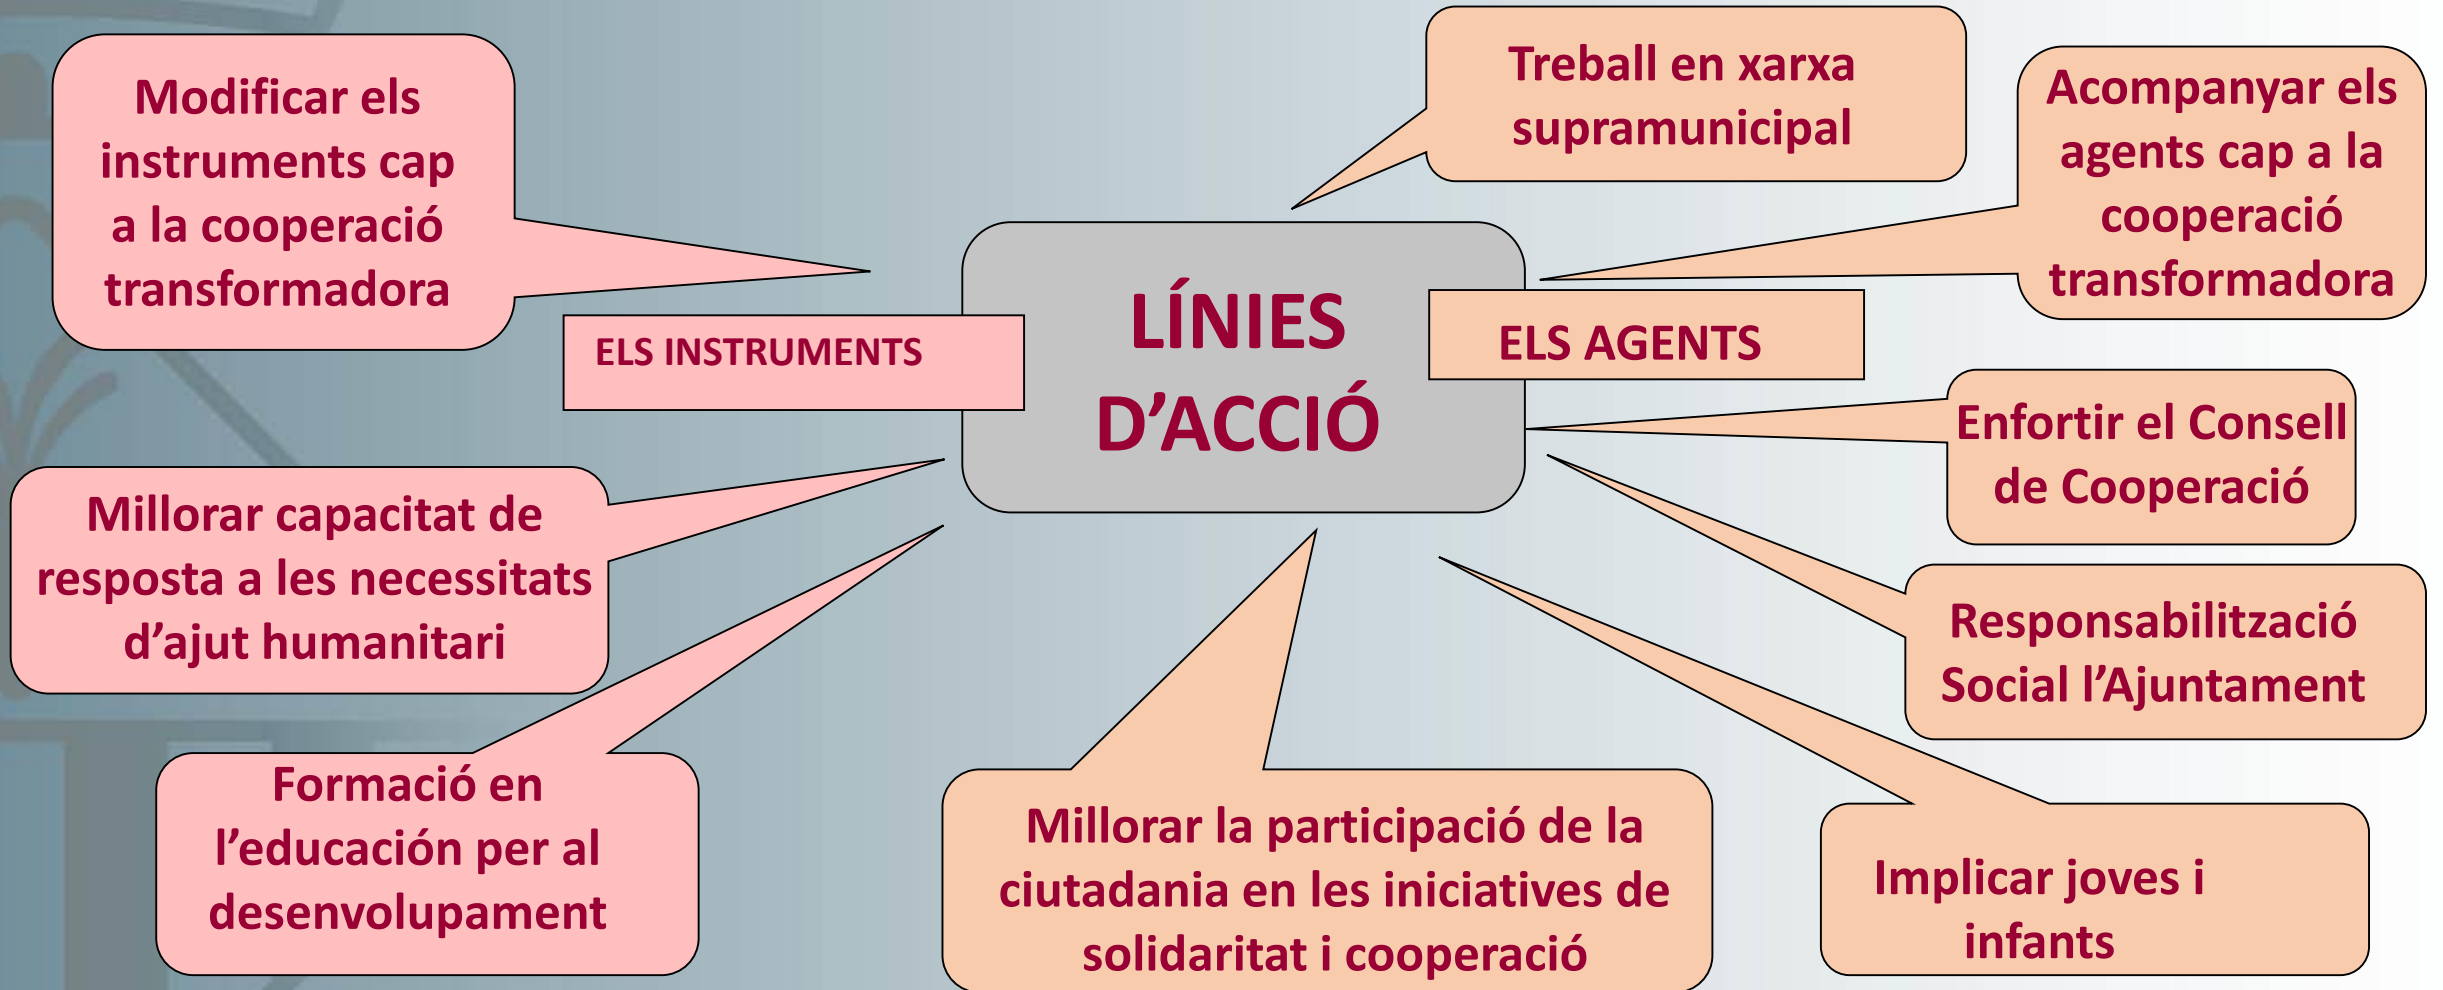 Modificar els
instruments cap
a la cooperació
transformadora
Treball en xarxa
supramunicipal
Acompanyar els
agents cap a la
cooperació
transformadora
LÍNIES
D’ACCIÓ
ELS INSTRUMENTS
ELS AGENTS
Enfortir el Consell
de Cooperació
Millorar capacitat de
resposta a les necessitats
d’ajut humanitari
Responsabilització
Social l’Ajuntament
Formació en
l’educación per al
desenvolupament
Millorar la participació de la
ciutadania en les iniciatives de
solidaritat i cooperació
Implicar joves i
infants